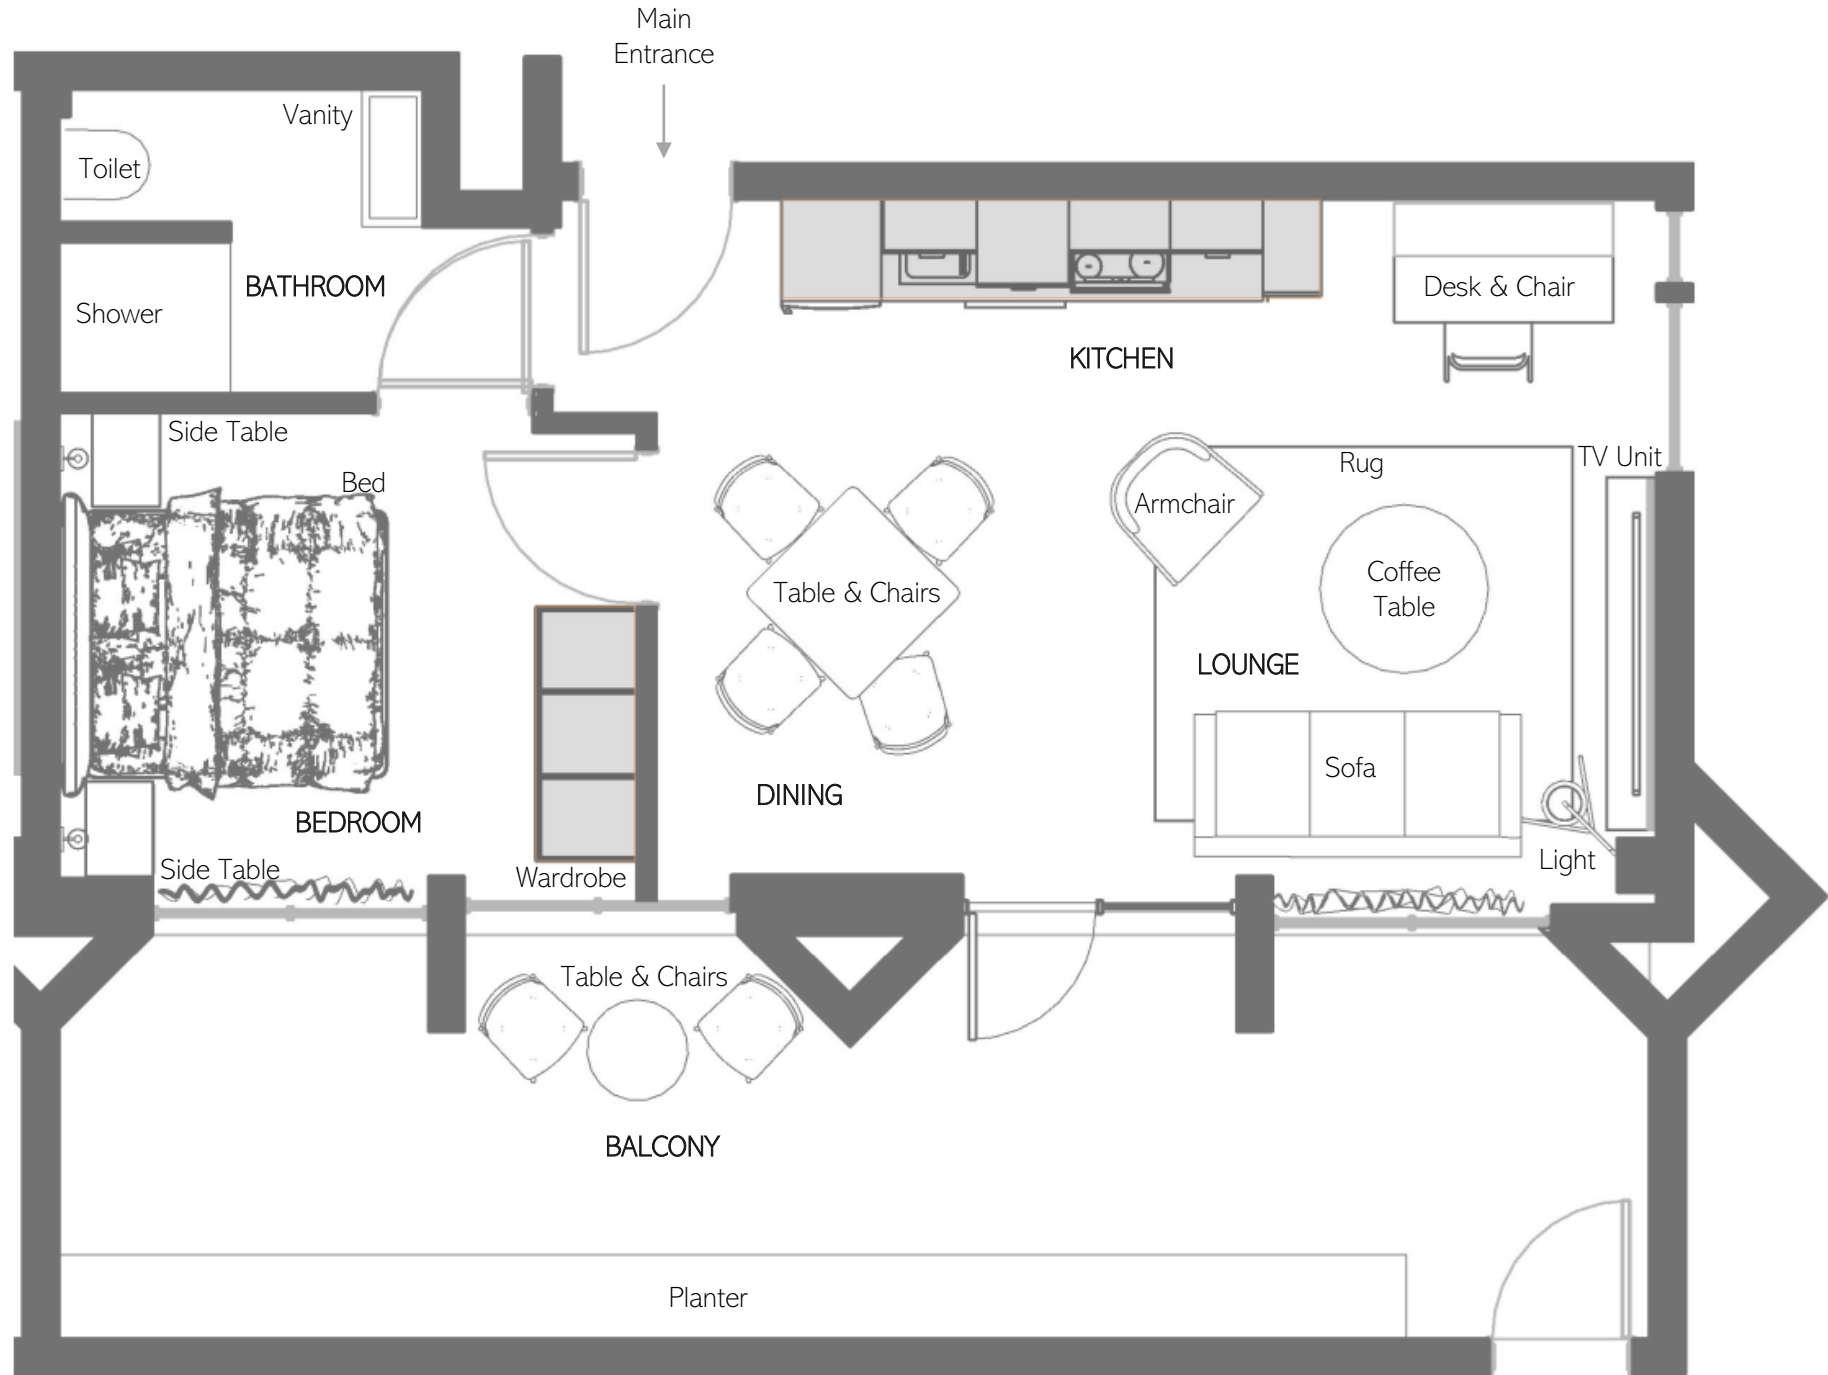 Main
Entrance
Vanity
Toilet
BATHROOM
Shower
Desk & Chair
KITCHEN
Side Table
Bed
Rug
TV Unit
Armchair
Table & Chairs
Coffee
Table
LOUNGE
Sofa
DINING
BEDROOM
Side Table
Wardrobe
Light
Table & Chairs
BALCONY
Planter